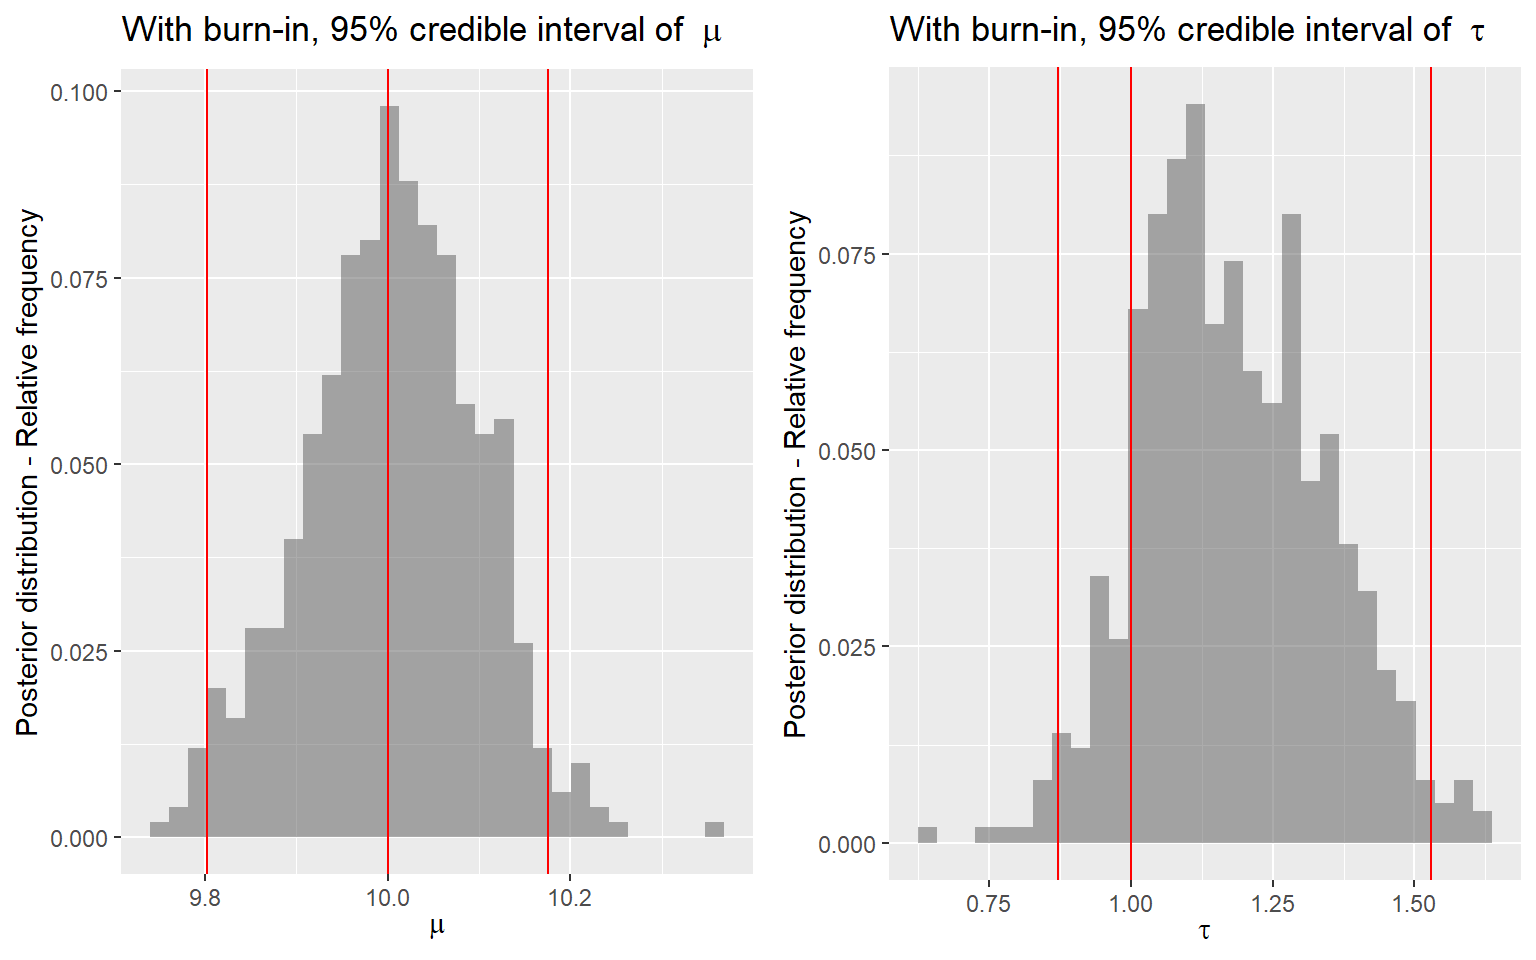 With burn-in, 95% credible interval of μ
Posterior distribution - Relative frequency
0.100
0.075
0.050
0.025
0.000
9.8
10.0
10.2
μ
With burn-in, 95% credible interval of τ
Posterior distribution - Relative frequency
0.075
0.050
0.025
0.000
0.75
1.00
1.25
1.50
τ